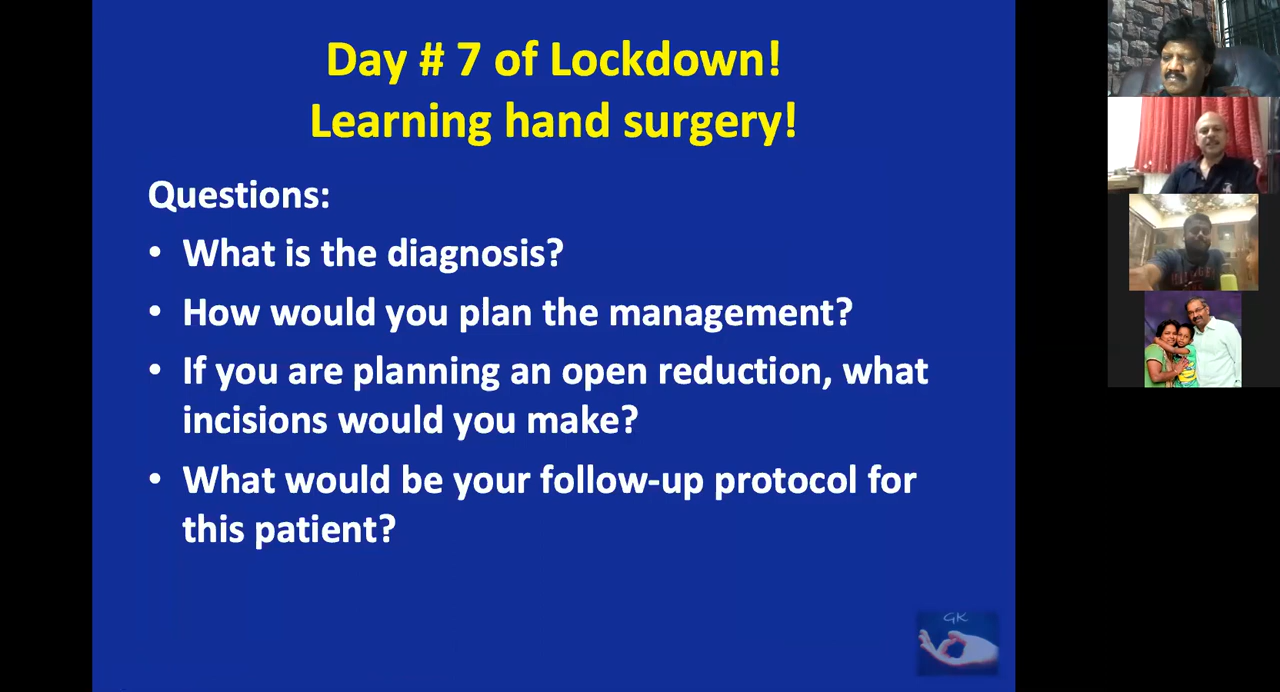 Day # 7 of Lockdown!
Learning hand surgery!
Questions:
• What is the diagnosis?
• How would you plan the management?
• If you are planning an open reduction, what
incisions would you make?
• What would be your follow-up protocol for
this patient?
GK